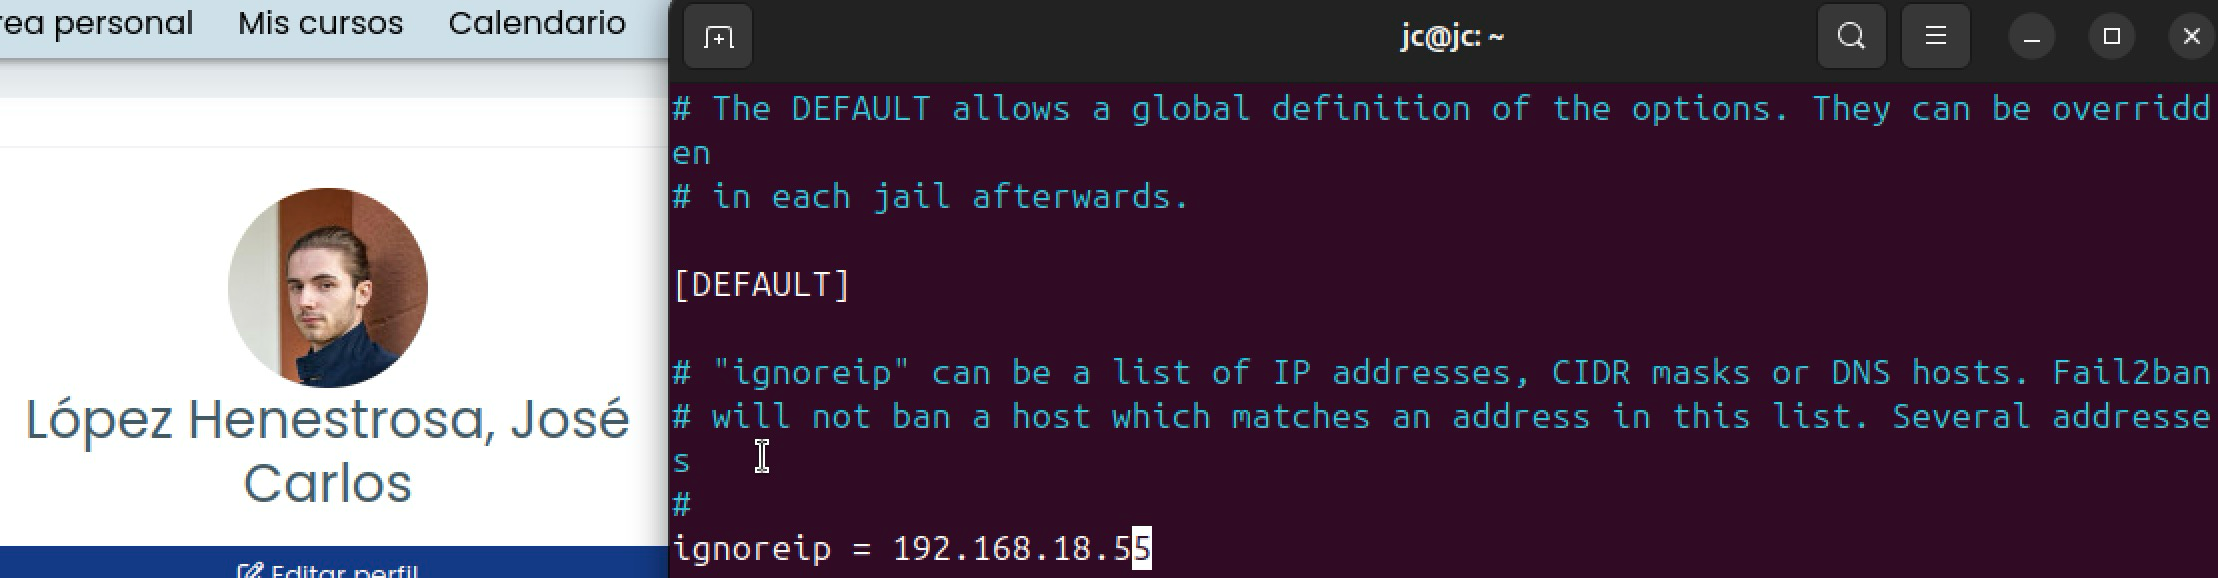 rea personal Mis cursos Calendario
López Henestrosa, José
Carlos
Editar perfil
jc@jc: ~
# The DEFAULT allows a global definition of the options. They can be overridd
en
# in each jail afterwards.
[DEFAULT]
# "ignoreip" can be a list of IP addresses, CIDR masks or DNS hosts. Fail2ban
# will not ban a host which matches an address in this list. Several addresse
s
#
ignoreip = 192.168.18.55